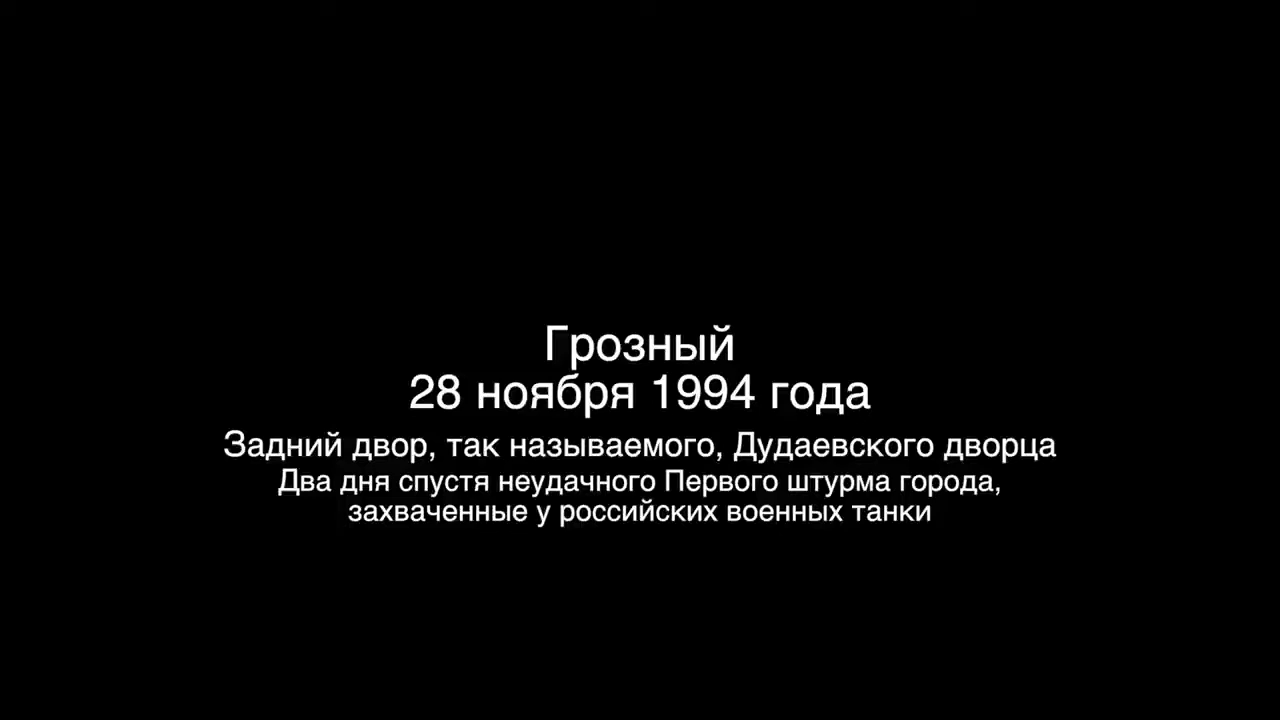 Грозный
28 ноября 1994 года
Задний двор, так называемого, Дудаевского дворца
Два дня спустя неудачного Первого штурма города,
захваченные у российских военных танки